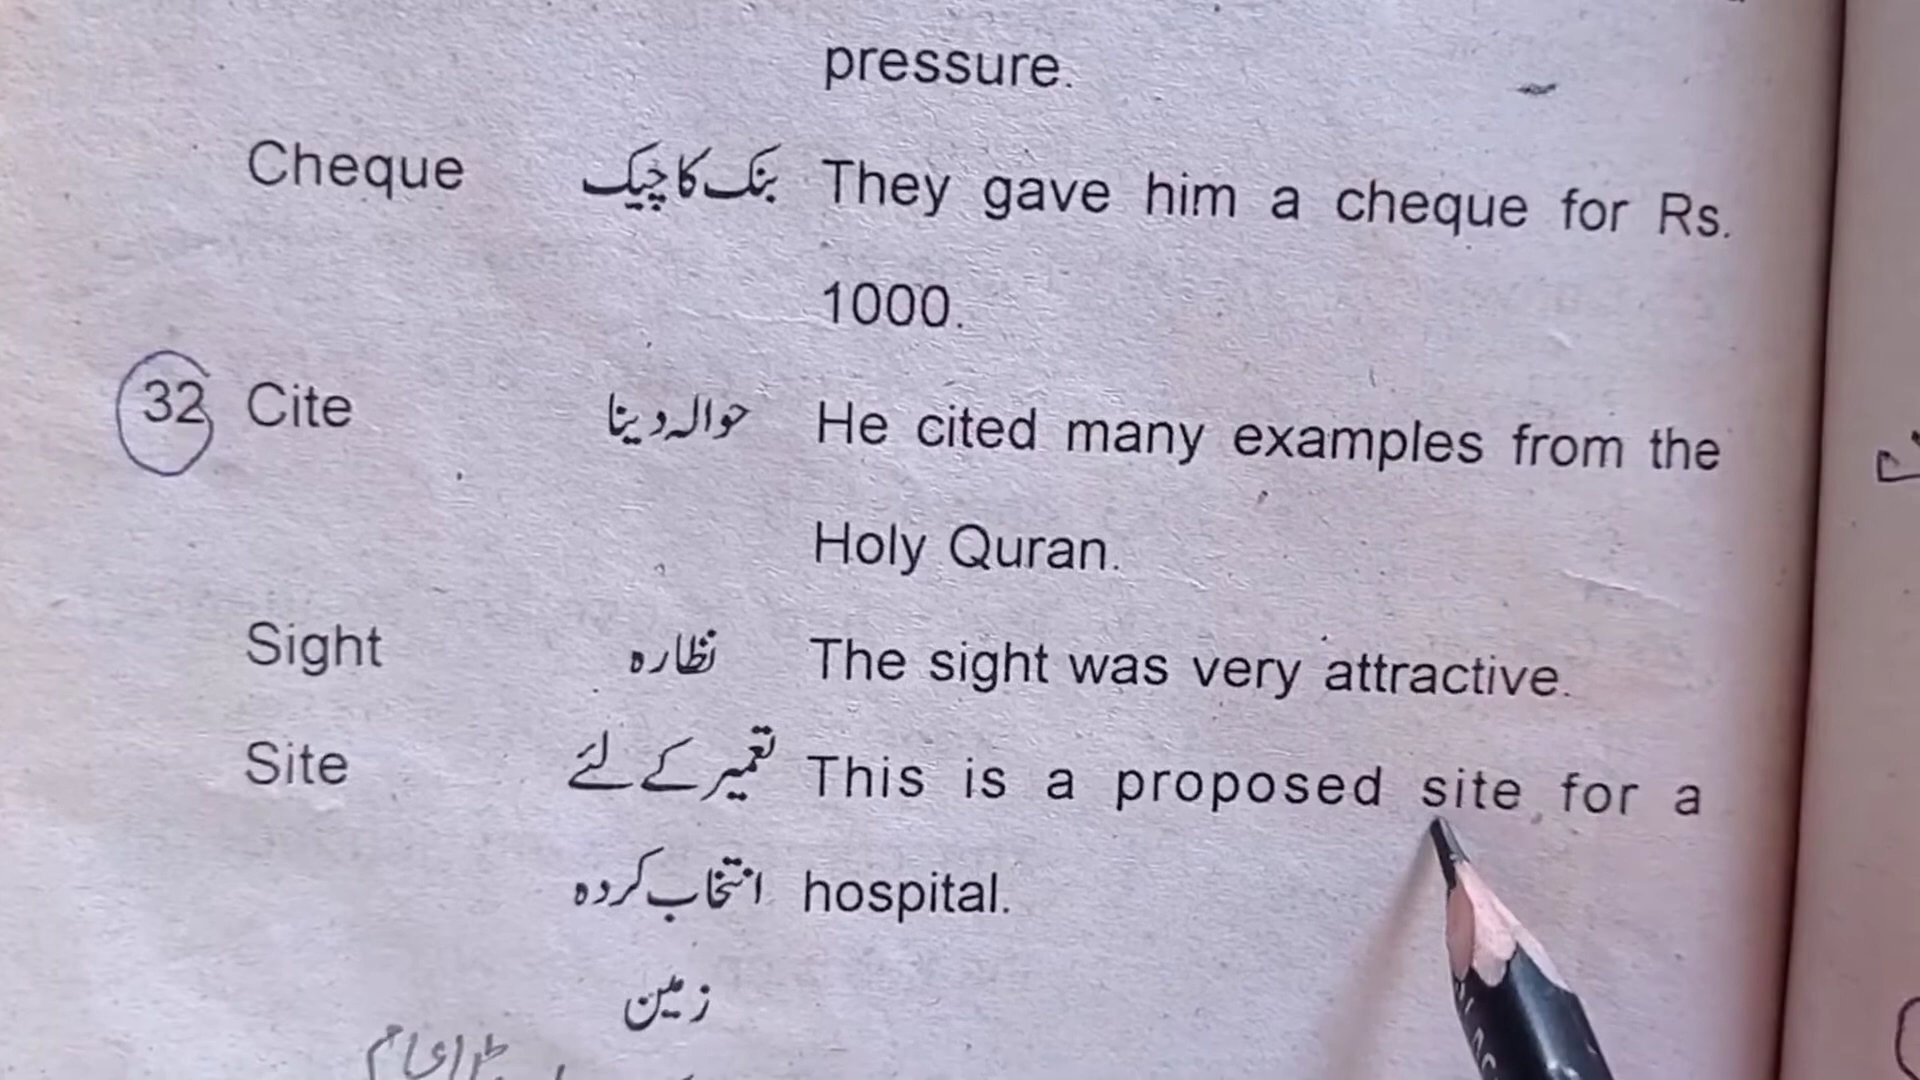 pressure.
Cheque بنک کا چیک They gave him a cheque for Rs.
1000.
32 Cite حوالہ دینا He cited many examples from the
Holy Quran.
Sight نظارہ The sight was very attractive.
Site تعمیر کے لئے This is a proposed site for a
انتخاب کردہ hospital.
زمین